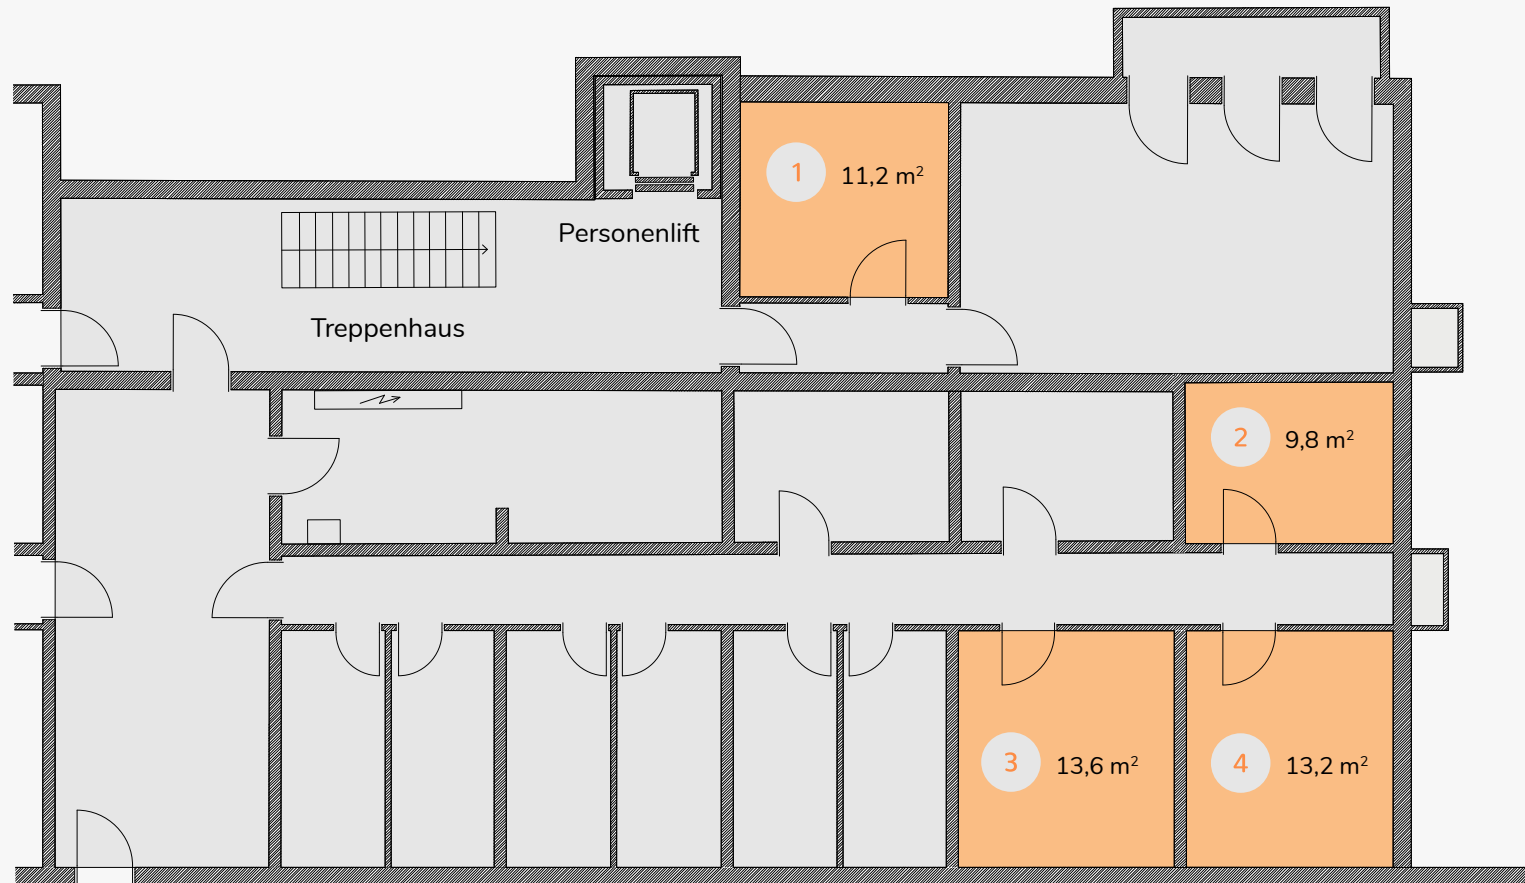 1 11,2 m²
Personenlift
Treppenhaus
2 9,8 m²
3 13,6 m²
4 13,2 m²